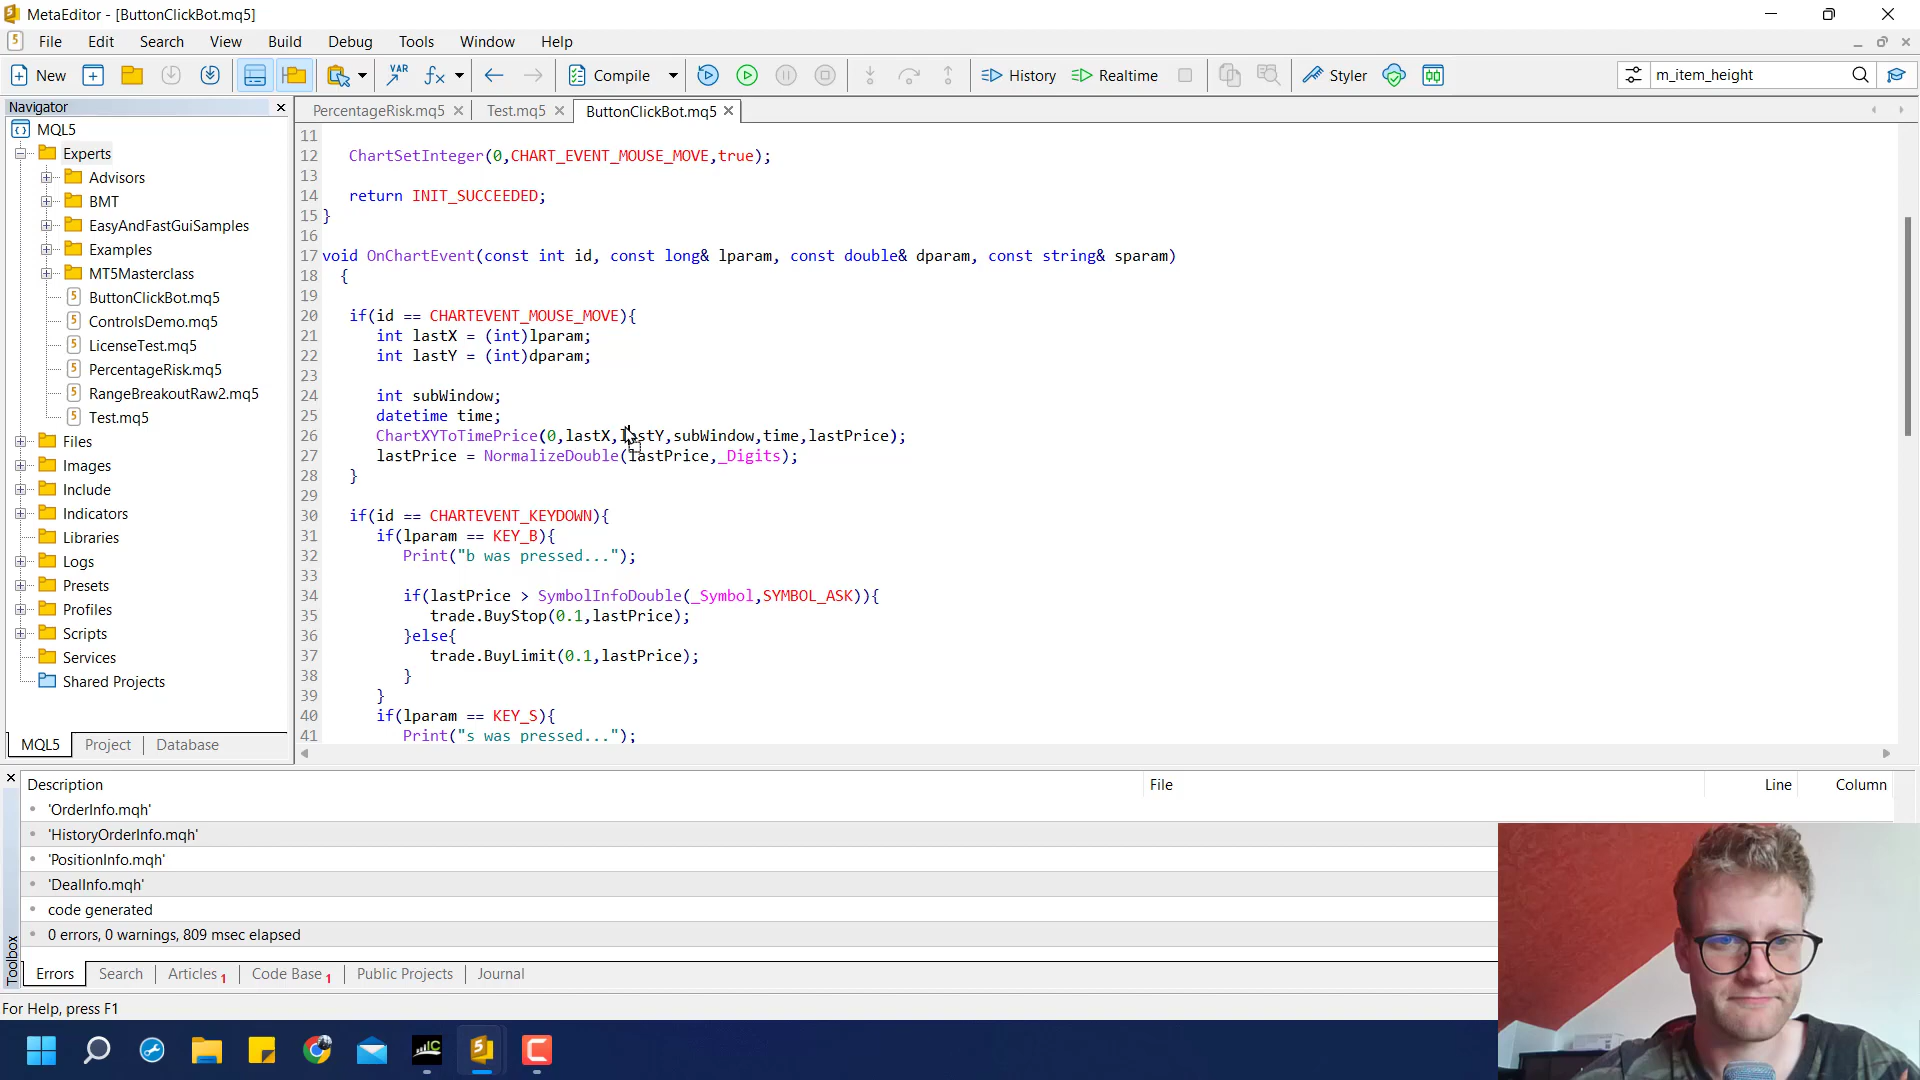 MetaEditor - [ButtonClickBot.mq5]
File Edit Search View Build Debug Tools Window Help
New VAR fx Compile History Realtime Styler m_item_height
Navigator
PercentageRisk.mq5 Test.mq5 ButtonClickBot.mq5
MQL5
Experts
Advisors
BMT
EasyAndFastGuiSamples
Examples
MT5Masterclass
ButtonClickBot.mq5
ControlsDemo.mq5
LicenseTest.mq5
PercentageRisk.mq5
RangeBreakoutRaw2.mq5
Test.mq5
Files
Images
Include
Indicators
Libraries
Logs
Presets
Profiles
Scripts
Services
Shared Projects
MQL5 Project Database
11
12 ChartSetInteger(0,CHART_EVENT_MOUSE_MOVE,true);
13
14 return INIT_SUCCEEDED;
15 }
16
17 void OnChartEvent(const int id, const long& lparam, const double& dparam, const string& sparam)
18 {
19
20 if(id == CHARTEVENT_MOUSE_MOVE){
21 int lastX = (int)lparam;
22 int lastY = (int)dparam;
23
24 int subWindow;
25 datetime time;
26 ChartXYToTimePrice(0,lastX,lastY,subWindow,time,lastPrice);
27 lastPrice = NormalizeDouble(lastPrice,_Digits);
28 }
29
30 if(id == CHARTEVENT_KEYDOWN){
31 if(lparam == KEY_B){
32 Print("b was pressed...");
33
34 if(lastPrice > SymbolInfoDouble(_Symbol,SYMBOL_ASK)){
35 trade.BuyStop(0.1,lastPrice);
36 }else{
37 trade.BuyLimit(0.1,lastPrice);
38 }
39 }
40 if(lparam == KEY_S){
41 Print("s was pressed...");
Description File Line Column
'OrderInfo.mqh'
'HistoryOrderInfo.mqh'
'PositionInfo.mqh'
'DealInfo.mqh'
code generated
0 errors, 0 warnings, 809 msec elapsed
Toolbox
Errors Search Articles 1 Code Base 1 Public Projects Journal
For Help, press F1